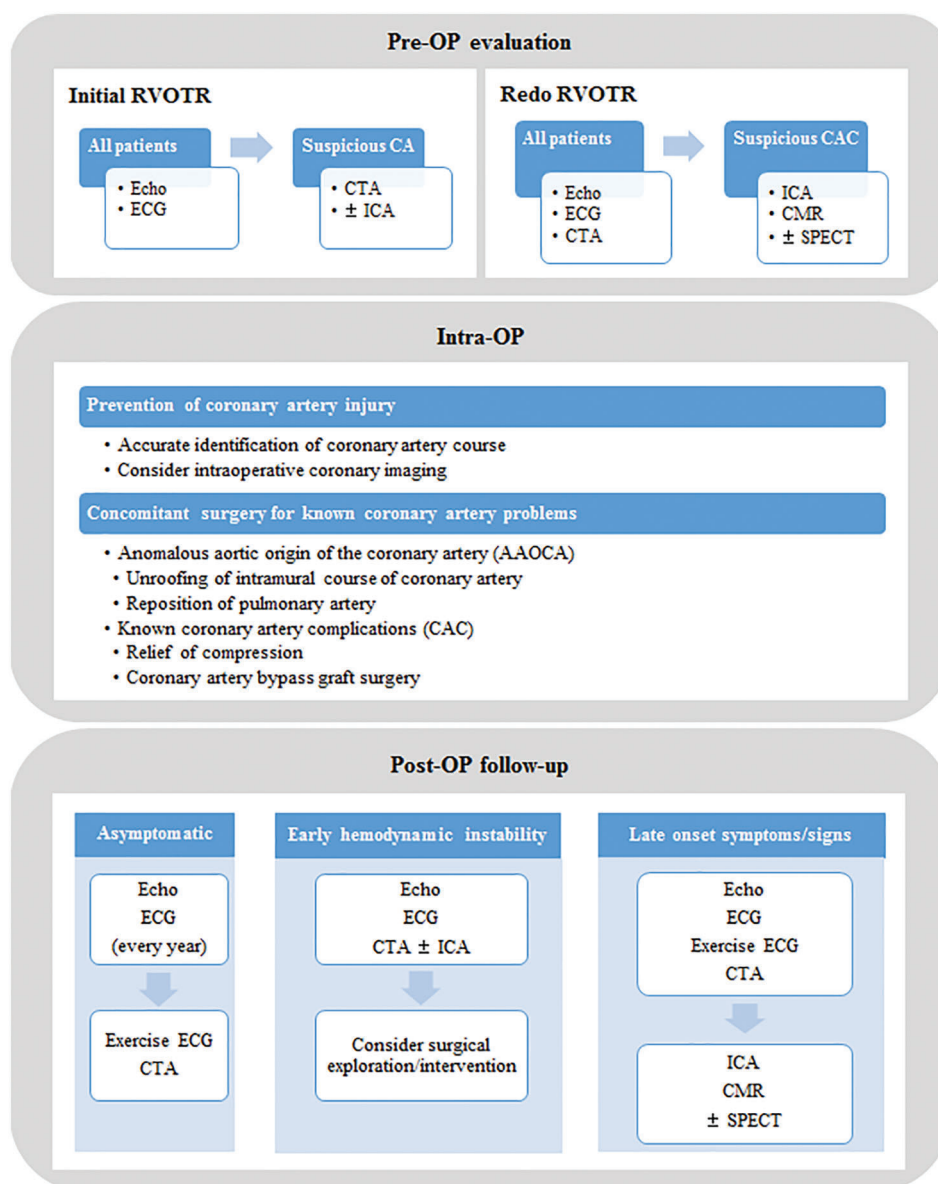 Pre-OP evaluation
Initial RVOTR
All patients
• Echo
• ECG
Suspicious CA
• CTA
• ± ICA
Redo RVOTR
All patients
• Echo
• ECG
• CTA
Suspicious CAC
• ICA
• CMR
• ± SPECT
Intra-OP
Prevention of coronary artery injury
• Accurate identification of coronary artery course
• Consider intraoperative coronary imaging
Concomitant surgery for known coronary artery problems
• Anomalous aortic origin of the coronary artery (AAOCA)
• Unroofing of intramural course of coronary artery
• Reposition of pulmonary artery
• Known coronary artery complications (CAC)
• Relief of compression
• Coronary artery bypass graft surgery
Post-OP follow-up
Asymptomatic
Echo
ECG
(every year)
Exercise ECG
CTA
Early hemodynamic instability
Echo
ECG
CTA ± ICA
Consider surgical
exploration/intervention
Late onset symptoms/signs
Echo
ECG
Exercise ECG
CTA
ICA
CMR
± SPECT